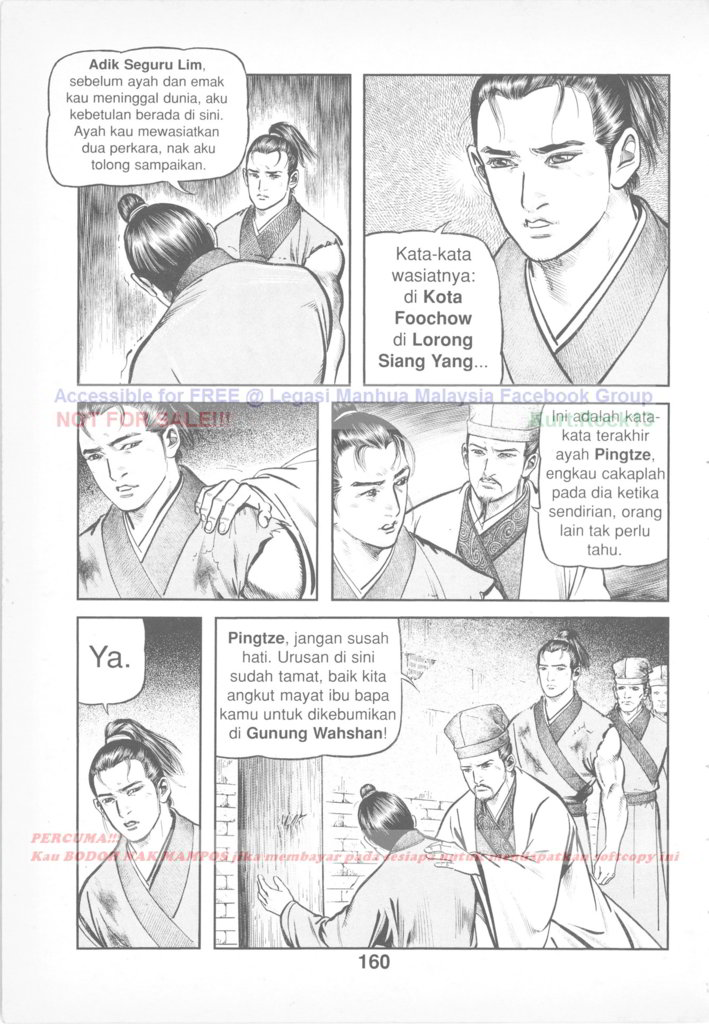 Adik Seguru Lim,
sebelum ayah dan emak
kau meninggal dunia, aku
kebetulan berada di sini.
Ayah kau mewasiatkan
dua perkara, nak aku
tolong sampaikan.
Kata-kata
wasiatnya:
di Kota
Foochow
di Lorong
Siang Yang...
Accessible for FREE @ Legasi Manhua Malaysia Facebook Group
NOT FOR SALE!!!
Ini adalah kata-
kata terakhir
ayah Pingtze,
engkau cakaplah
pada dia ketika
sendirian, orang
lain tak perlu
tahu.
Ya.
Pingtze, jangan susah
hati. Urusan di sini
sudah tamat, baik kita
angkut mayat ibu bapa
kamu untuk dikebumikan
di Gunung Wahshan!
PERCUMA!!!
Kau BODOH NAK MAMPOS jika membayar pada sesiapa untuk mendapatkan softcopy ini
160